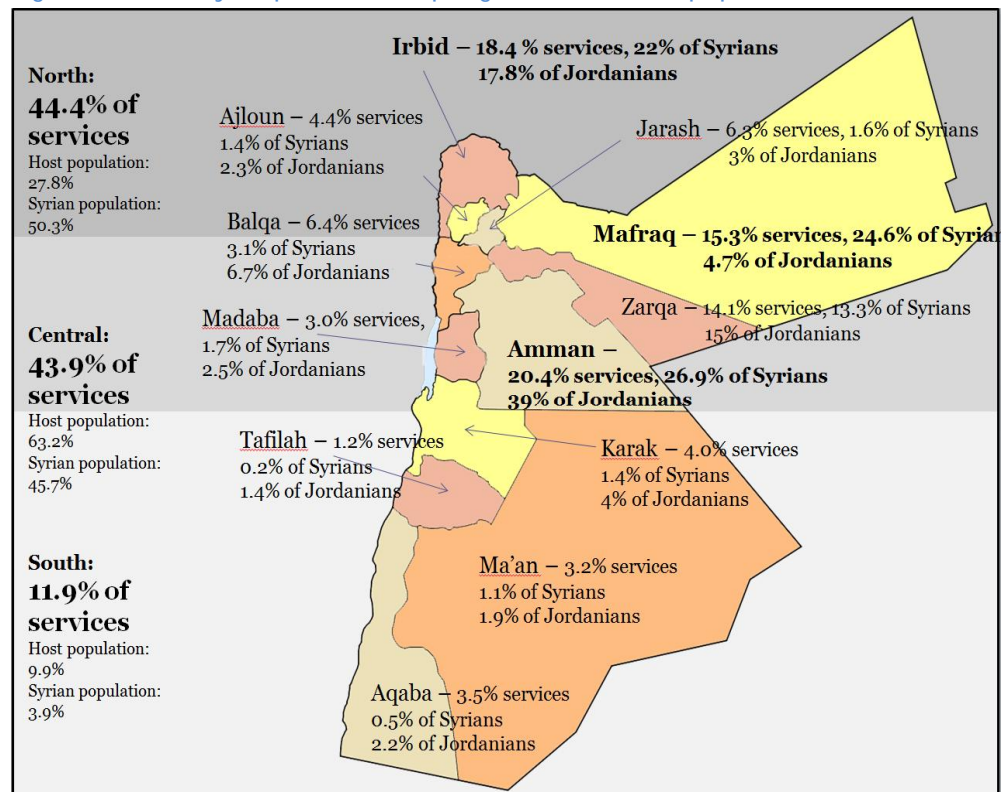 North:
44.4% of
services
Host population:
27.8%
Syrian population:
50.3%
Central:
43.9% of
services
Host population:
63.2%
Syrian population:
45.7%
South:
11.9% of
services
Host population:
9.9%
Syrian population:
3.9%
Irbid – 18.4 % services, 22% of Syrians
17.8% of Jordanians
Ajloun – 4.4% services
1.4% of Syrians
2.3% of Jordanians
Jarash – 6.3% services, 1.6% of Syrians
3% of Jordanians
Balqa – 6.4% services
3.1% of Syrians
6.7% of Jordanians
Mafraq – 15.3% services, 24.6% of Syrian
4.7% of Jordanians
Zarqa – 14.1% services, 13.3% of Syrians
15% of Jordanians
Madaba – 3.0% services,
1.7% of Syrians
2.5% of Jordanians
Amman –
20.4% services, 26.9% of Syrians
39% of Jordanians
Tafilah – 1.2% services
0.2% of Syrians
1.4% of Jordanians
Karak – 4.0% services
1.4% of Syrians
4% of Jordanians
Ma’an – 3.2% services
1.1% of Syrians
1.9% of Jordanians
Aqaba – 3.5% services
0.5% of Syrians
2.2% of Jordanians